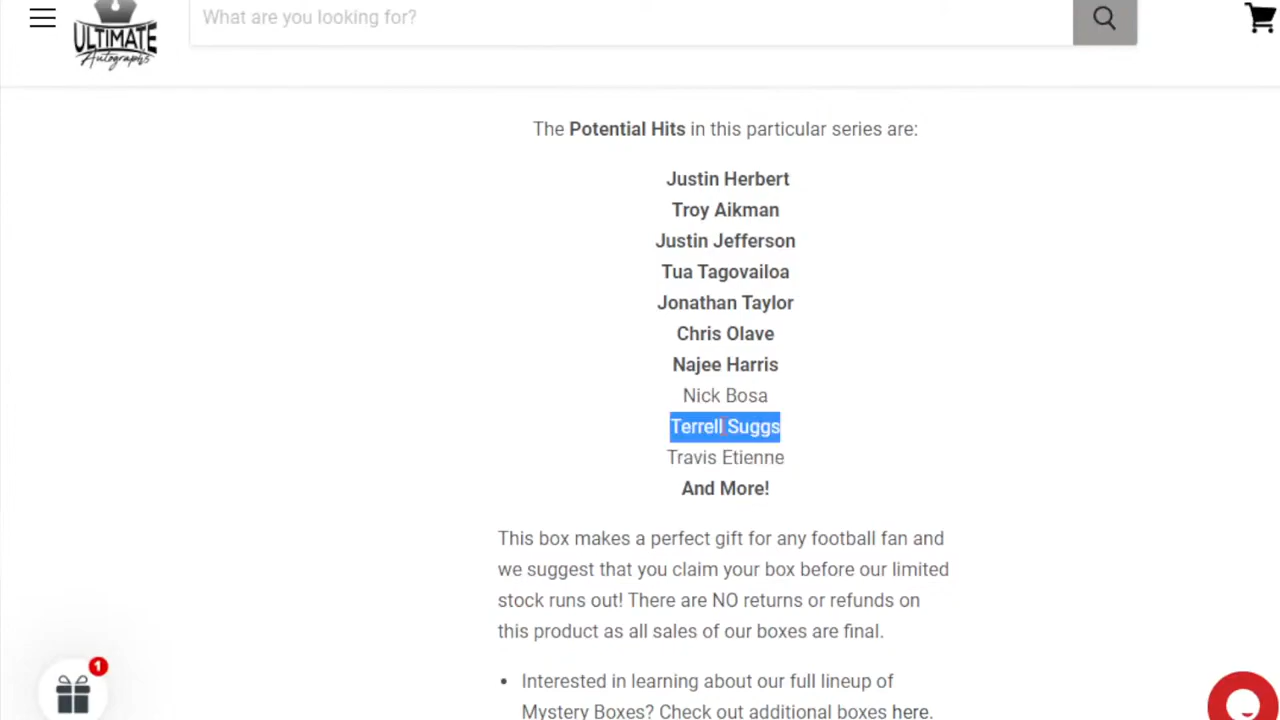 What are you looking for?
ULTIMATE
Autographs
The Potential Hits in this particular series are:
Justin Herbert
Troy Aikman
Justin Jefferson
Tua Tagovailoa
Jonathan Taylor
Chris Olave
Najee Harris
Nick Bosa
Terrell Suggs
Travis Etienne
And More!
This box makes a perfect gift for any football fan and
we suggest that you claim your box before our limited
stock runs out! There are NO returns or refunds on
this product as all sales of our boxes are final.
1
• Interested in learning about our full lineup of
Mystery Boxes? Check out additional boxes here.